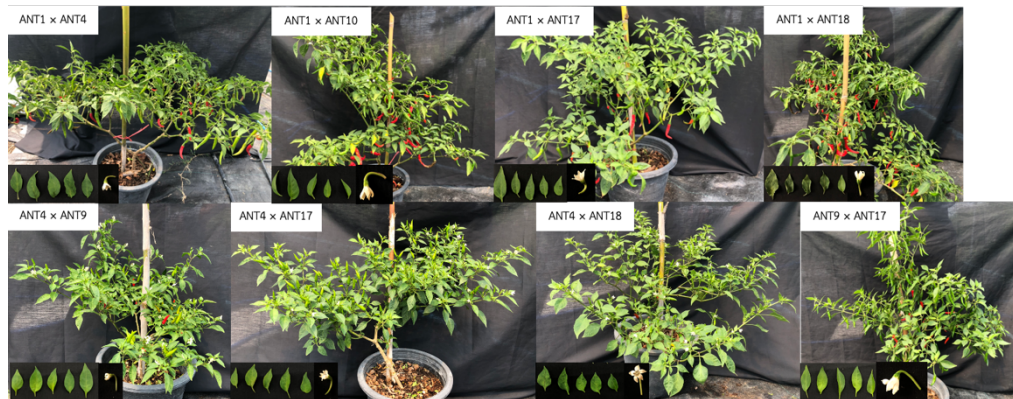 ANT1 × ANT4
ANT1 × ANT10
ANT1 × ANT17
ANT1 × ANT18
ANT4 × ANT9
ANT4 × ANT17
ANT4 × ANT18
ANT9 × ANT17